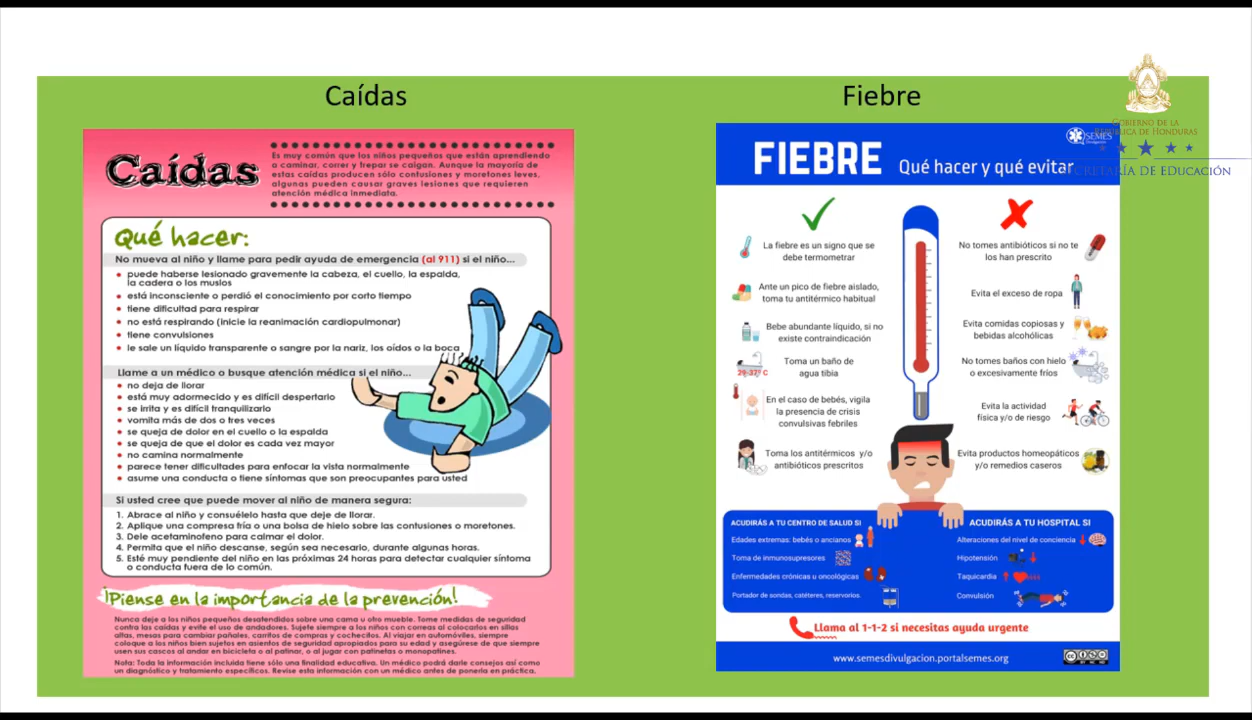 Caídas
Caídas
Es muy común que los niñas pequeños que están aprendiendo
a caminar, correr y trepar se caigan. Aunque la mayoría de
estas caídas producen sólo contusiones y moretones leves,
algunas pueden causar graves lesiones que requieren
atención médica inmediata.
Qué hacer:
No mueva al niño y llame para pedir ayuda de emergencia (al 911) si el niño...
puede haberse lesionado gravemente la cabeza, el cuello, la espalda,
la cadera o los muslos
está inconsciente o perdió el conocimiento por corto tiempo
tiene dificultad para respirar
no está respirando (inicie la reanimación cardiopulmonar)
tiene convulsiones
le sale un líquido transparente o sangre por la nariz, los oídos o la boca
Llame a un médico o busque atención médica si el niño...
no deja de llorar
está muy adormecido y es difícil despertarlo
se irrita y es difícil tranquilizarlo
vomita más de dos o tres veces
se queja de dolor en el cuello o la espalda
se queja de que el dolor es cada vez mayor
no camina normalmente
parece tener dificultades para enfocar la vista normalmente
asume una conducta o tiene síntomas que son preocupantes para usted
Si usted cree que puede mover al niño de manera segura:
1. Abrace al niño y consuélelo hasta que deje de llorar.
2. Aplique una compresa fría o una bolsa de hielo sobre las contusiones o moretones.
3. Dele acetaminofeno para calmar el dolor.
4. Permita que el niño descanse, según sea necesario, durante algunas horas.
5. Esté muy pendiente del niño en las próximas 24 horas para detectar cualquier síntoma
o conducta fuera de lo común.
¡Piense en la importancia de la prevención!
Nunca deje a los niños pequeños desatendidos sobre una cama u otro mueble. Tome medidas de seguridad
contra las caídas y evite el uso de andadores. Sujete siempre a los niños con correas al colocarlos en sillas
altas, mesas para cambiar pañales, carritos de compras y cochecitos. Al viajar en automóviles, siempre
coloque a los niños bien sujetos en asientos de seguridad apropiados para su edad y asegúrese de que siempre
usen sus cascos al andar en bicicleta o al patinar, o al jugar con patinetas o monopatines.
Nota: Toda la información incluida tiene sólo una finalidad educativa. Un médico podrá darle consejos así como
un diagnóstico y tratamiento específicos. Revise esta información con un médico antes de ponerla en práctica.
Fiebre
SEMES
Divulgación
GOBIERNO DE LA
REPÚBLICA DE HONDURAS
SECRETARÍA DE EDUCACIÓN
FIEBRE Qué hacer y qué evitar
La fiebre es un signo que se
debe termometrar
Ante un pico de fiebre aislado,
toma tu antitérmico habitual
Bebe abundante líquido, si no
existe contraindicación
Toma un baño de
agua tibia
29-37º C
En el caso de bebés, vigila
la presencia de crisis
convulsivas febriles
Toma los antitérmicos y/o
antibióticos prescritos
No tomes antibióticos si no te
los han prescrito
Evita el exceso de ropa
Evita comidas copiosas y
bebidas alcohólicas
No tomes baños con hielo
o excesivamente fríos
Evita la actividad
física y/o de riesgo
Evita productos homeopáticos
y/o remedios caseros
ACUDIRÁS A TU CENTRO DE SALUD SI
Edades extremas: bebés o ancianos
Toma de inmunosupresores
Enfermedades crónicas u oncológicas
Portador de sondas, catéteres, reservorios.
ACUDIRÁS A TU HOSPITAL SI
Alteraciones del nivel de conciencia
Hipotensión
Taquicardia
Convulsión
Llama al 1-1-2 si necesitas ayuda urgente
www.semesdivulgacion.portalsemes.org